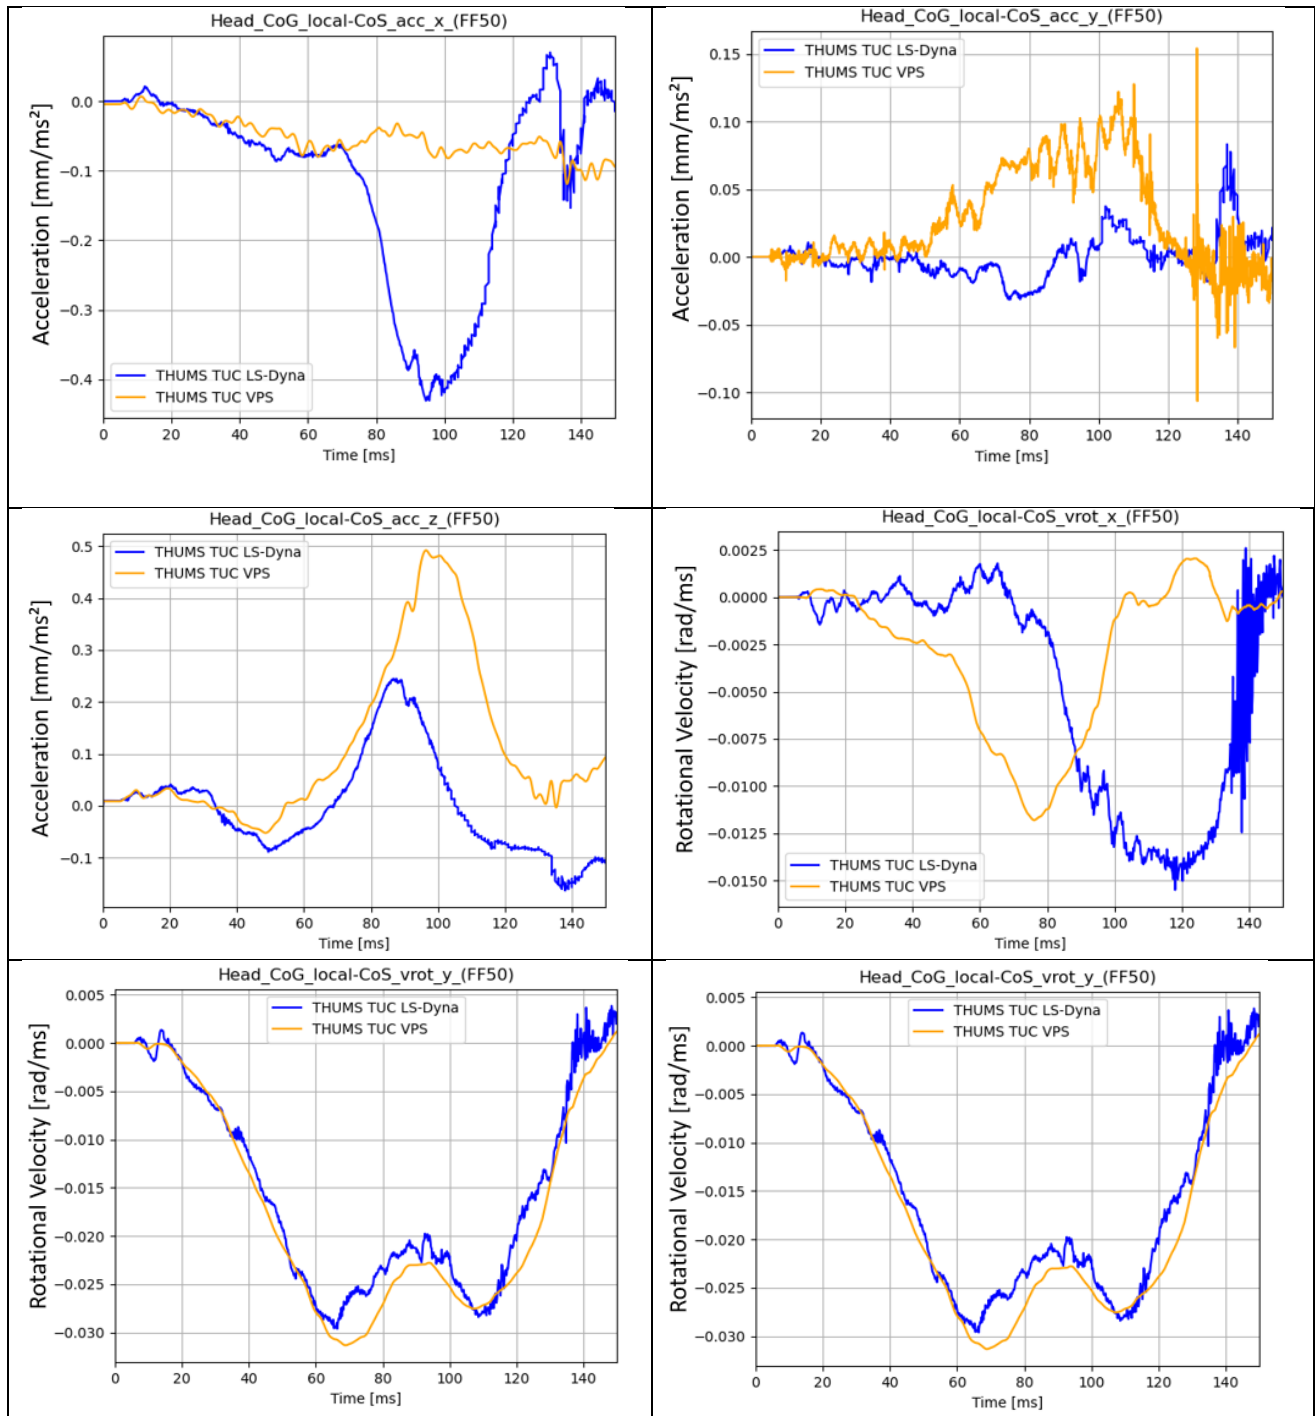 Head_CoG_local-CoS_acc_x_(FF50)
Acceleration [mm/ms²]
0.0
−0.1
−0.2
−0.3
−0.4
THUMS TUC LS-Dyna
THUMS TUC VPS
0 20 40 60 80 100 120 140
Time [ms]
Head_CoG_local-CoS_acc_y_(FF50)
THUMS TUC LS-Dyna
THUMS TUC VPS
Acceleration [mm/ms²]
0.15
0.10
0.05
0.00
−0.05
−0.10
0 20 40 60 80 100 120 140
Time [ms]
Head_CoG_local-CoS_acc_z_(FF50)
THUMS TUC LS-Dyna
THUMS TUC VPS
Acceleration [mm/ms²]
0.5
0.4
0.3
0.2
0.1
0.0
−0.1
0 20 40 60 80 100 120 140
Time [ms]
Head_CoG_local-CoS_vrot_x_(FF50)
Rotational Velocity [rad/ms]
0.0025
0.0000
−0.0025
−0.0050
−0.0075
−0.0100
−0.0125
−0.0150
THUMS TUC LS-Dyna
THUMS TUC VPS
0 20 40 60 80 100 120 140
Time [ms]
Head_CoG_local-CoS_vrot_y_(FF50)
THUMS TUC LS-Dyna
THUMS TUC VPS
Rotational Velocity [rad/ms]
0.005
0.000
−0.005
−0.010
−0.015
−0.020
−0.025
−0.030
0 20 40 60 80 100 120 140
Time [ms]
Head_CoG_local-CoS_vrot_y_(FF50)
THUMS TUC LS-Dyna
THUMS TUC VPS
Rotational Velocity [rad/ms]
0.005
0.000
−0.005
−0.010
−0.015
−0.020
−0.025
−0.030
0 20 40 60 80 100 120 140
Time [ms]